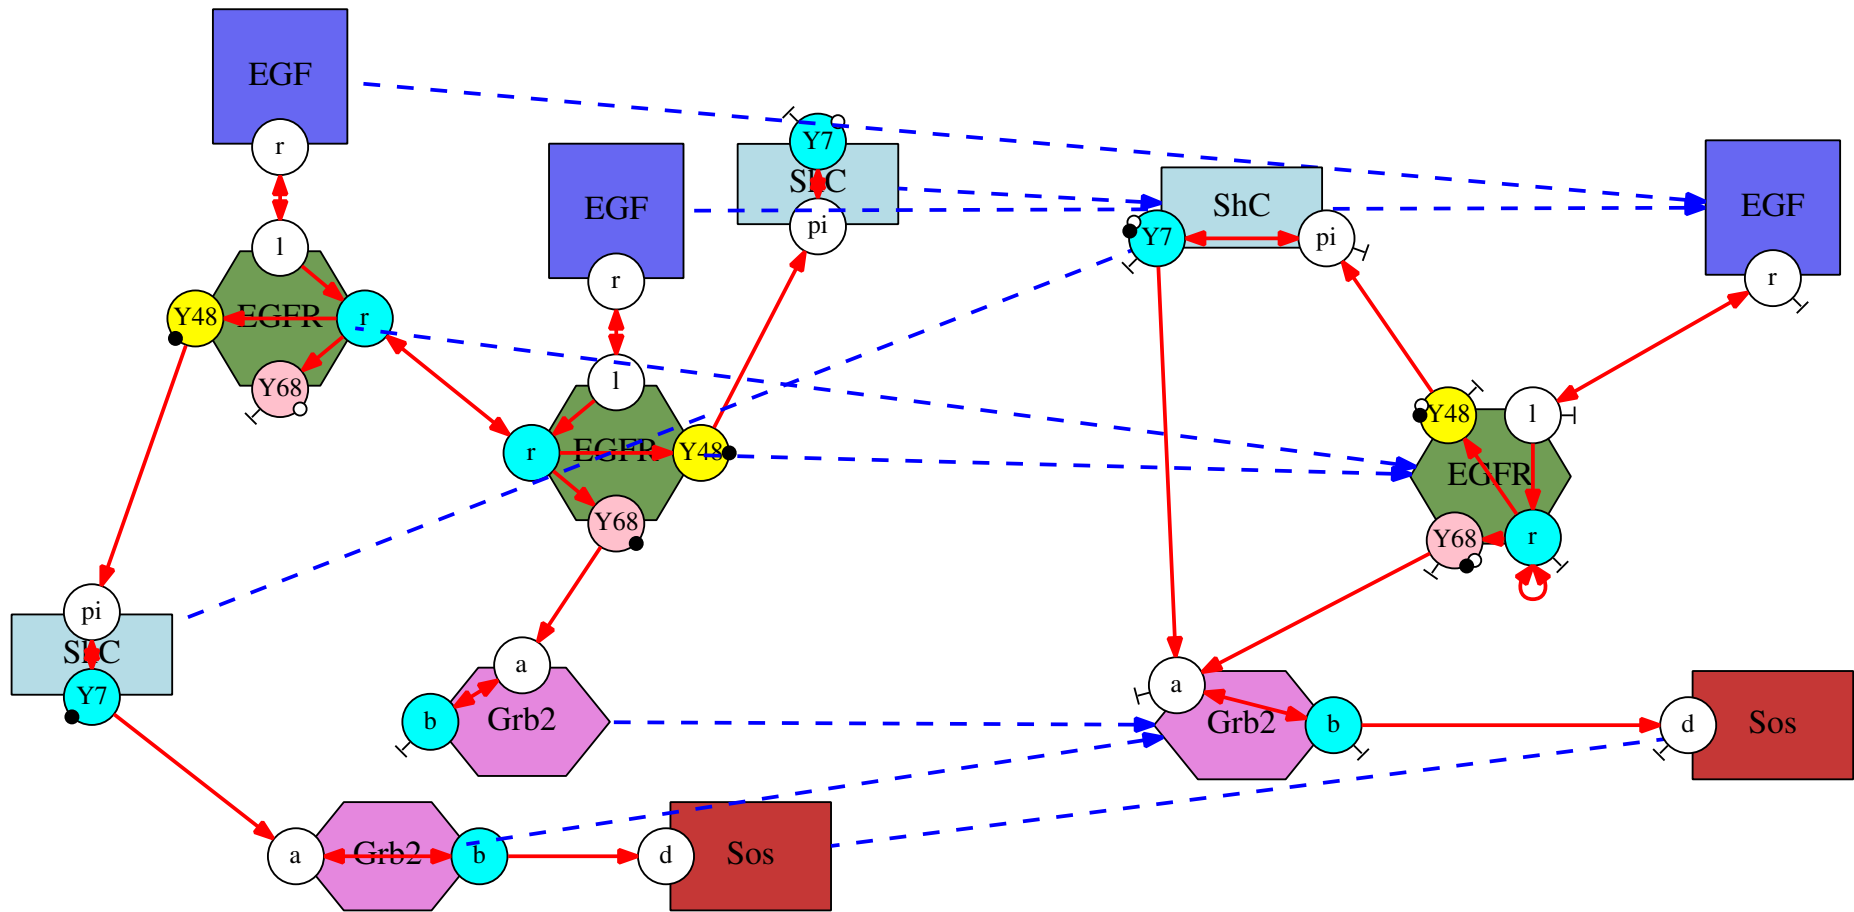 EGF
r
l
EGFR
Y48
r
Y68
EGF
r
l
EGFR
r
Y48
Y68
Y7
ShC
pi
ShC
Y7
pi
EGF
r
Y48
l
EGFR
Y68
r
pi
ShC
Y7
a
b
Grb2
a
Grb2
b
d
Sos
a
Grb2
b
d
Sos